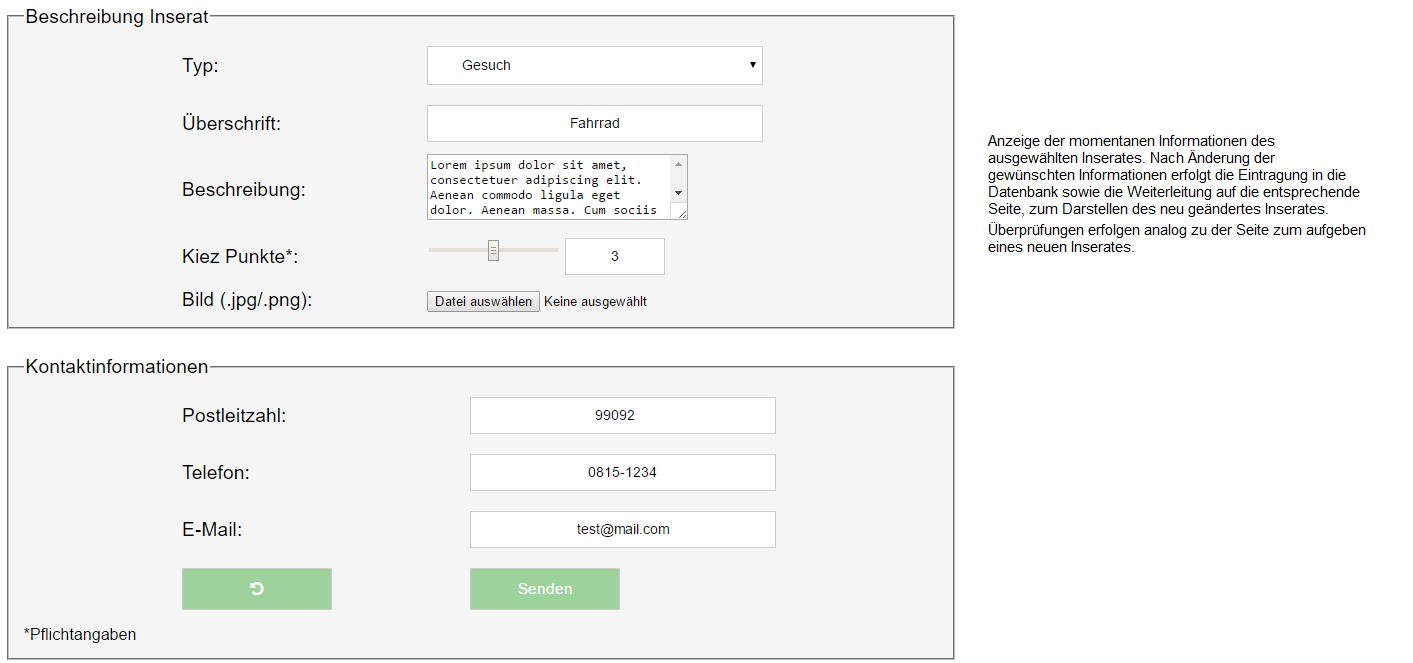 Beschreibung Inserat
Typ: Gesuch
Überschrift: Fahrrad
Beschreibung:
Lorem ipsum dolor sit amet,
consectetuer adipiscing elit.
Aenean commodo ligula eget
dolor. Aenean massa. Cum sociis
Kiez Punkte*: 3
Bild (.jpg/.png): Datei auswählen Keine ausgewählt
Kontaktinformationen
Postleitzahl: 99092
Telefon: 0815-1234
E-Mail: test@mail.com
Senden
*Pflichtangaben
Anzeige der momentanen Informationen des
ausgewählten Inserates. Nach Änderung der
gewünschten Informationen erfolgt die Eintragung in die
Datenbank sowie die Weiterleitung auf die entsprechende
Seite, zum Darstellen des neu geändertes Inserates.
Überprüfungen erfolgen analog zu der Seite zum aufgeben
eines neuen Inserates.